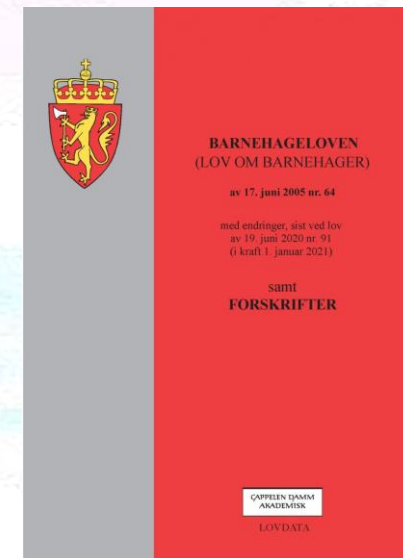 BARNEHAGELOVEN
(LOV OM BARNEHAGER)
av 17. juni 2005 nr. 64
med endringer, sist ved lov
av 19. juni 2020 nr. 91
(i kraft 1. januar 2021)
samt
FORSKRIFTER
CAPPELEN DAMM
AKADEMISK
LOVDATA